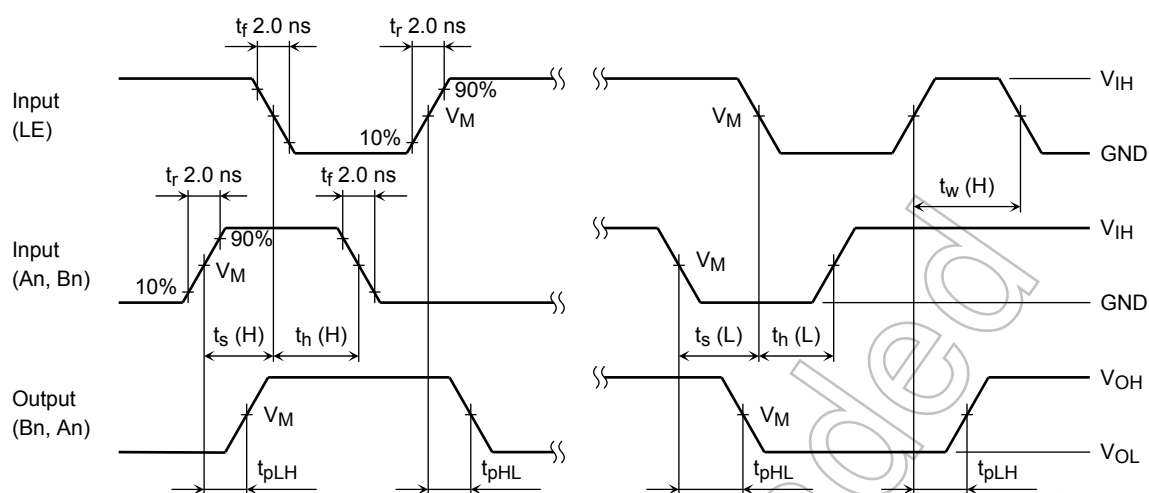 tf 2.0 ns
tr 2.0 ns
Input
(LE)
90%
VM
10%
VM
VIH
GND
tr 2.0 ns
tf 2.0 ns
tw (H)
Input
(An, Bn)
90%
VM
10%
VM
VIH
GND
ts (H)
th (H)
ts (L)
th (L)
Output
(Bn, An)
VM
VM
VOH
VOL
tpLH
tpHL
tpHL
tpLH